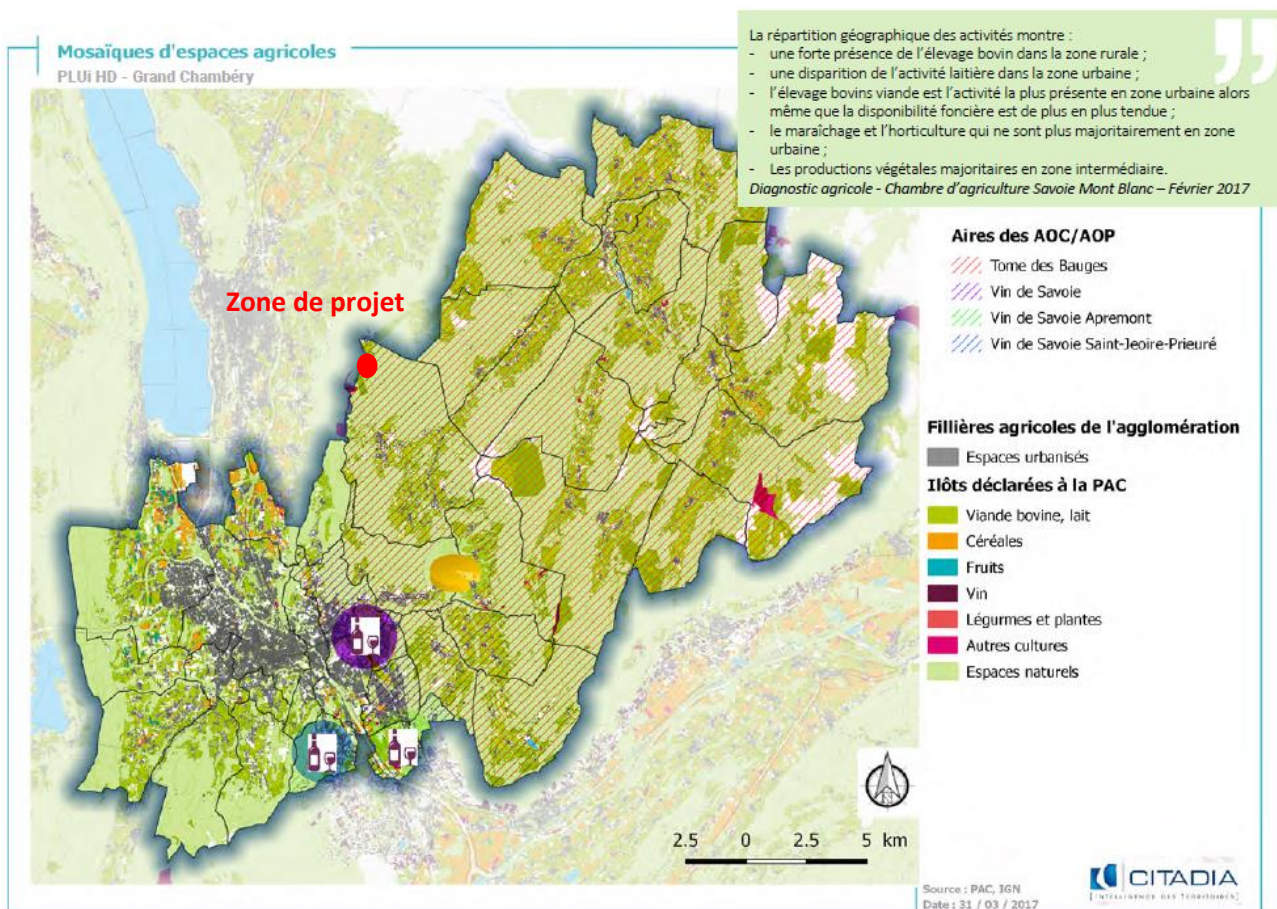 Mosaïques d'espaces agricoles
PLUi HD - Grand Chambéry
La répartition géographique des activités montre :
- une forte présence de l'élevage bovin dans la zone rurale ;
- une disparition de l'activité laitière dans la zone urbaine ;
- l'élevage bovins viande est l'activité la plus présente en zone urbaine alors
même que la disponibilité foncière est de plus en plus tendue ;
- le maraîchage et l'horticulture qui ne sont plus majoritairement en zone
urbaine ;
- Les productions végétales majoritaires en zone intermédiaire.
Diagnostic agricole - Chambre d'agriculture Savoie Mont Blanc – Février 2017
Zone de projet
Aires des AOC/AOP
Tome des Bauges
Vin de Savoie
Vin de Savoie Apremont
Vin de Savoie Saint-Jeoire-Prieuré
Fillières agricoles de l'agglomération
Espaces urbanisés
Ilôts déclarées à la PAC
Viande bovine, lait
Céréales
Fruits
Vin
Légurmes et plantes
Autres cultures
Espaces naturels
N
2.5 0 2.5 5 km
Source : PAC, IGN
Date : 31 / 03 / 2017
CITADIA
[INTELLIGENCE DES TERRITOIRES]